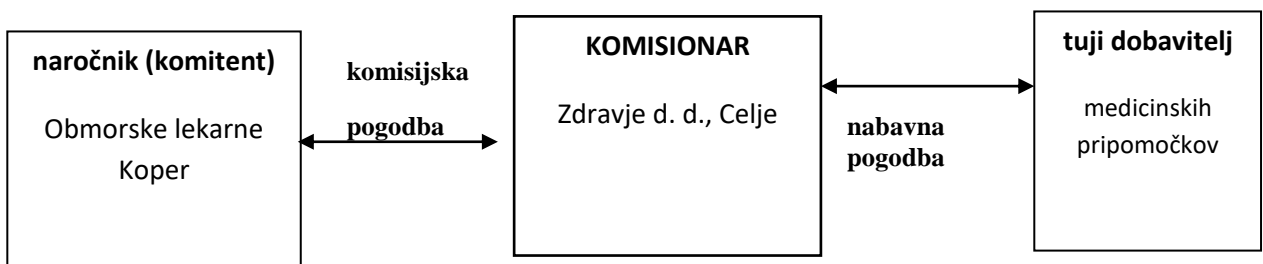 naročnik (komitent)
Obmorske lekarne
Koper
komisijska
pogodba
KOMISIONAR
Zdravje d. d., Celje
nabavna
pogodba
tuji dobavitelj
medicinskih
pripomočkov